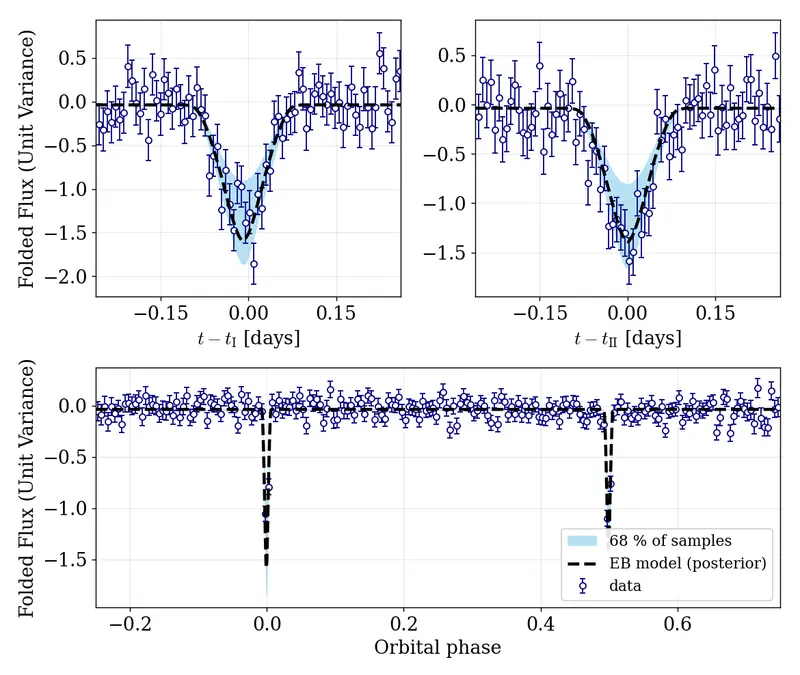 Folded Flux (Unit Variance)
0.5
0.0
−0.5
−1.0
−1.5
−2.0
−0.15 0.00 0.15
t − t_I [days]
0.5
0.0
−0.5
−1.0
−1.5
−0.15 0.00 0.15
t − t_II [days]
Folded Flux (Unit Variance)
0.0
−0.5
−1.0
−1.5
−0.2 0.0 0.2 0.4 0.6
Orbital phase
68 % of samples
EB model (posterior)
data